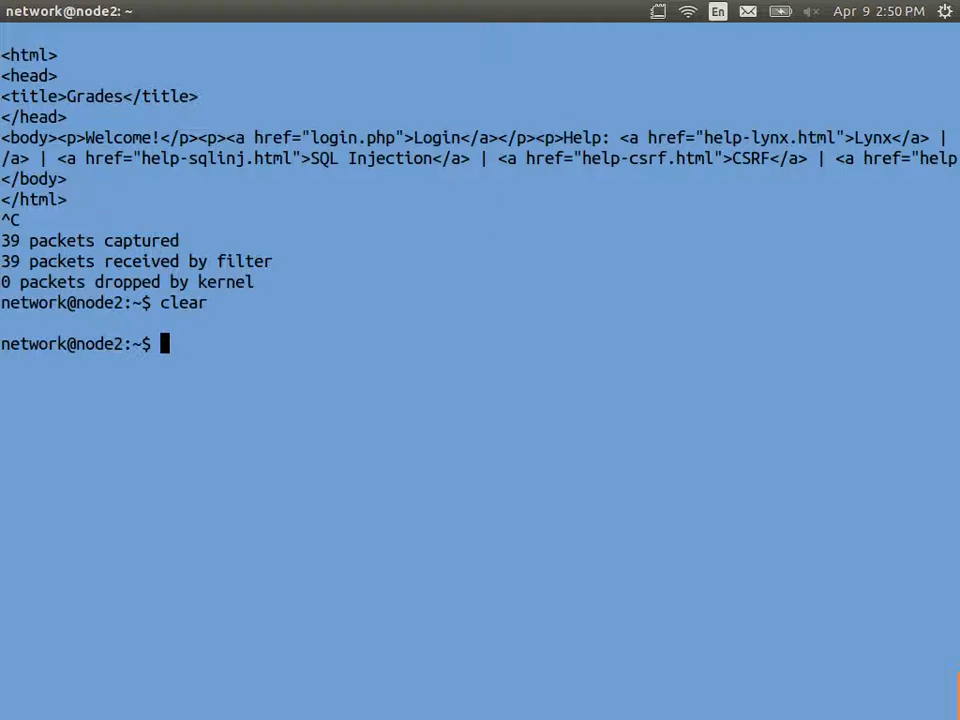 network@node2: ~
En
Apr 9 2:50 PM
<html>
<head>
<title>Grades</title>
</head>
<body><p>Welcome!</p><p><a href="login.php">Login</a></p><p>Help: <a href="help-lynx.html">Lynx</a> |
/a> | <a href="help-sqlinj.html">SQL Injection</a> | <a href="help-csrf.html">CSRF</a> | <a href="help
</body>
</html>
^C
39 packets captured
39 packets received by filter
0 packets dropped by kernel
network@node2:~$ clear
network@node2:~$